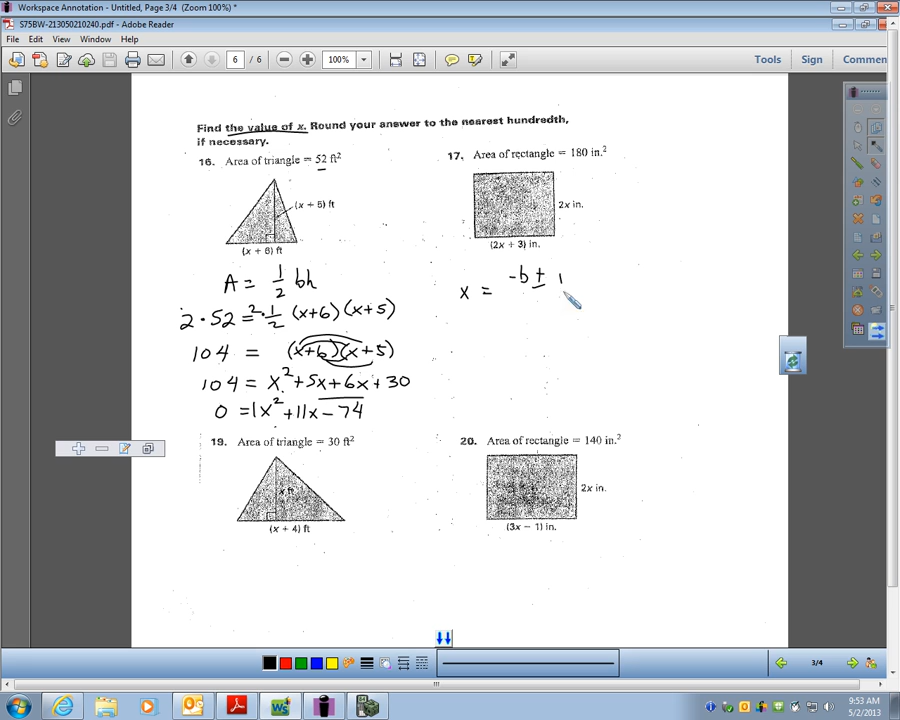 Workspace Annotation - Untitled, Page 3/4 (Zoom 100%) *
S75BW-213050210240.pdf - Adobe Reader
File Edit View Window Help
6 / 6 100% Tools Sign Commen
Find the value of x. Round your answer to the nearest hundredth,
if necessary.
16. Area of triangle = 52 ft²
(x + 5) ft
(x + 6) ft
A = 1/2 bh
2 · 52 = 2 · 1/2 (x+6)(x+5)
104 = (x+6)(x+5)
104 = x² + 5x + 6x + 30
0 = 1x² + 11x - 74
17. Area of rectangle = 180 in.²
2x in.
(2x + 3) in.
x = -b ±
19. Area of triangle = 30 ft²
x ft
(x + 4) ft
20. Area of rectangle = 140 in.²
2x in.
(3x − 1) in.
3/4
9:53 AM
5/2/2013